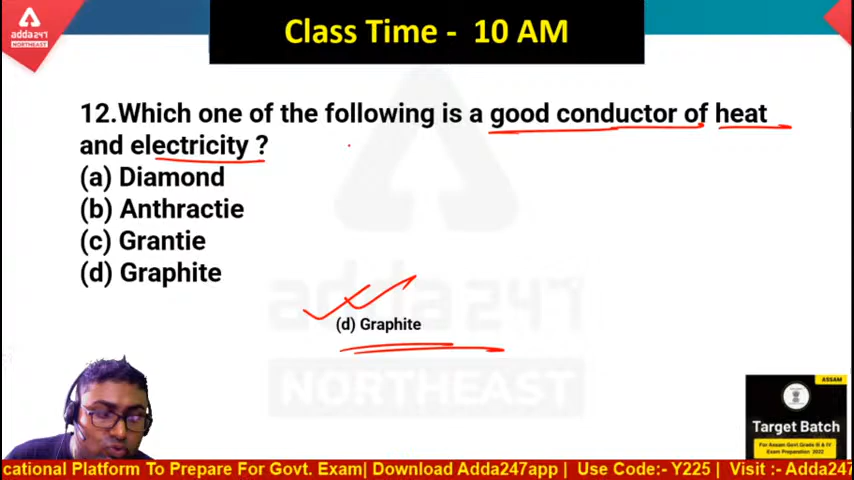 adda247
NORTHEAST
Class Time - 10 AM
12.Which one of the following is a good conductor of heat
and electricity ?
(a) Diamond
(b) Anthractie
(c) Grantie
(d) Graphite
adda247
(d) Graphite
NORTHEAST
ASSAM
Target Batch
For Assam Govt Grade III & IV
Exam Preparation 2022
cational Platform To Prepare For Govt. Exam| Download Adda247app | Use Code:- Y225 | Visit :- Adda247